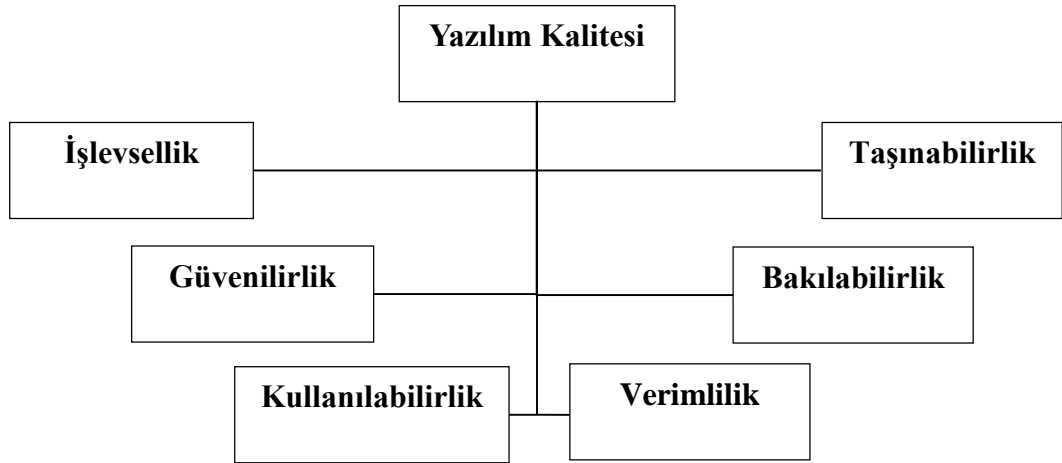 Yazılım Kalitesi
İşlevsellik
Taşınabilirlik
Güvenilirlik
Bakılabilirlik
Kullanılabilirlik
Verimlilik